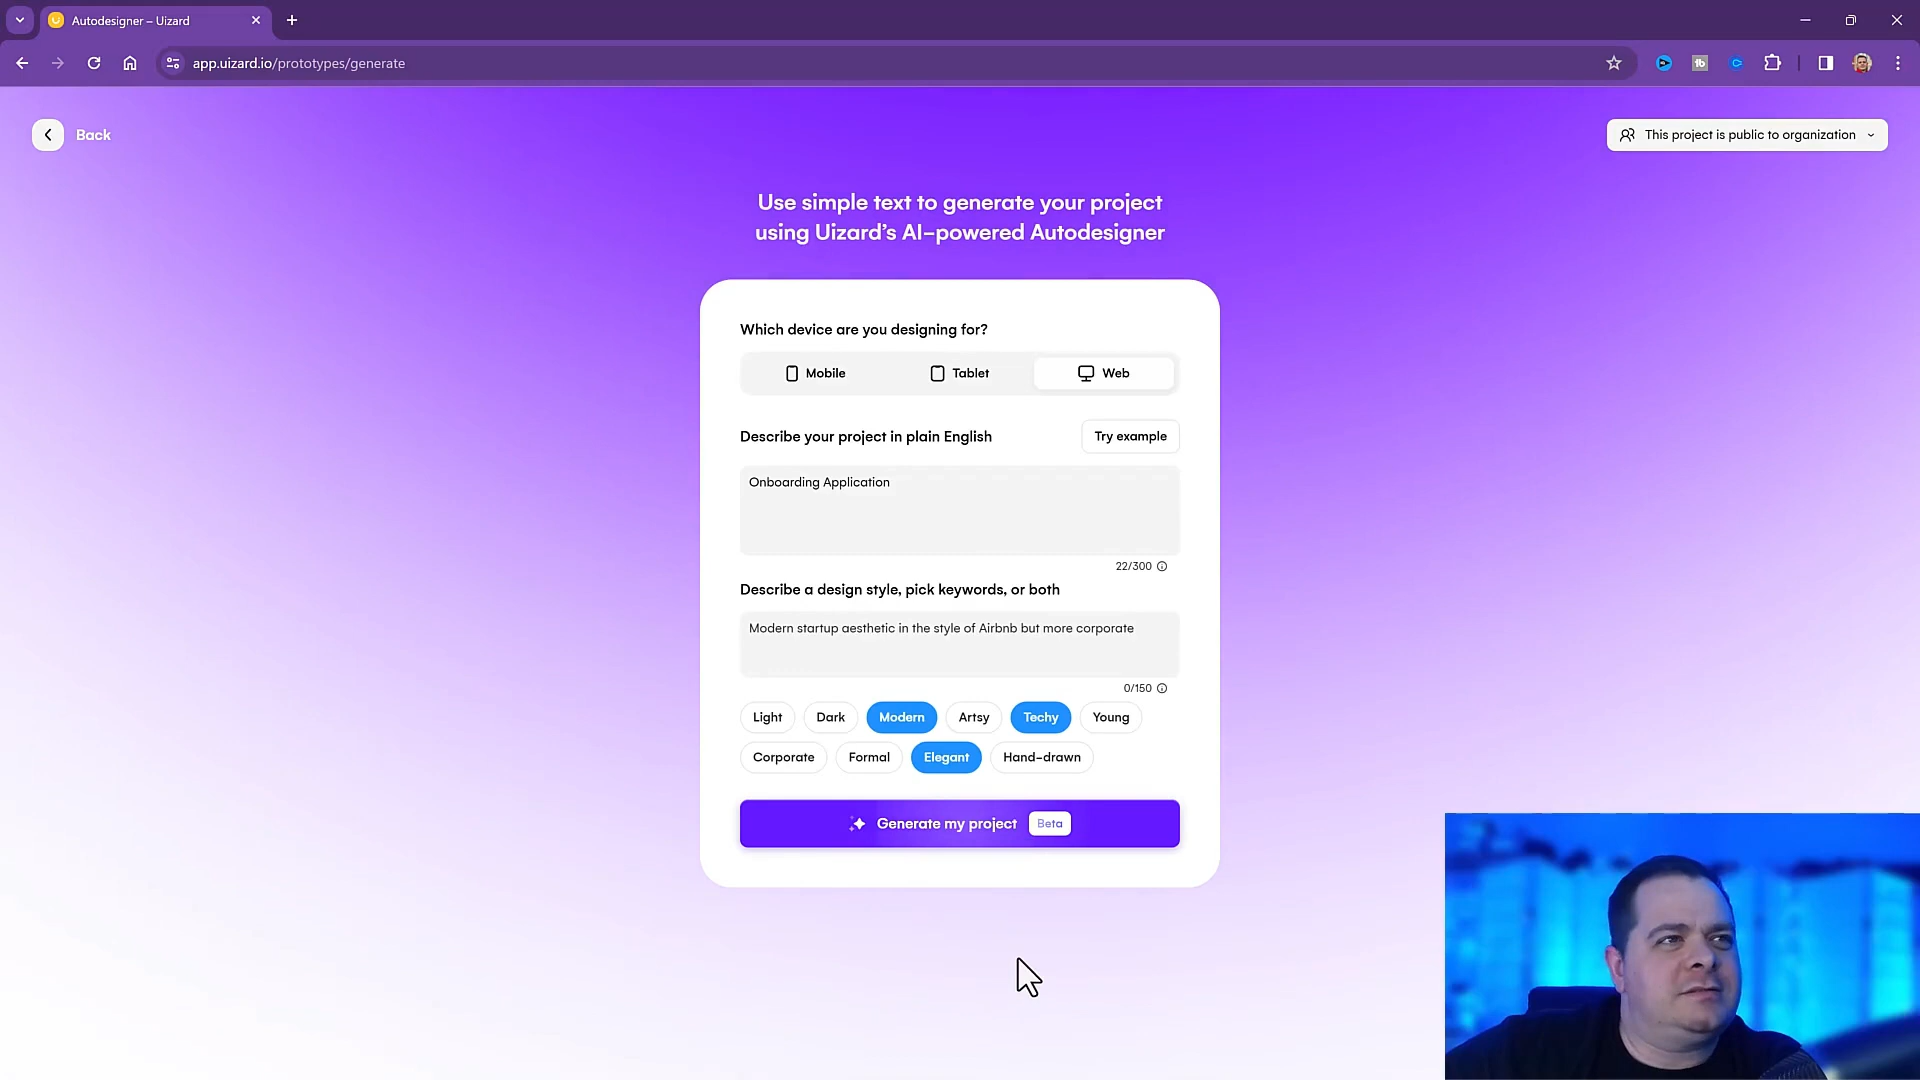 Autodesigner – Uizard
app.uizard.io/prototypes/generate
Back
This project is public to organization
Use simple text to generate your project
using Uizard’s AI-powered Autodesigner
Which device are you designing for?
Mobile
Tablet
Web
Describe your project in plain English
Try example
Onboarding Application
22/300
Describe a design style, pick keywords, or both
Modern startup aesthetic in the style of Airbnb but more corporate
0/150
Light
Dark
Modern
Artsy
Techy
Young
Corporate
Formal
Elegant
Hand-drawn
Generate my project
Beta